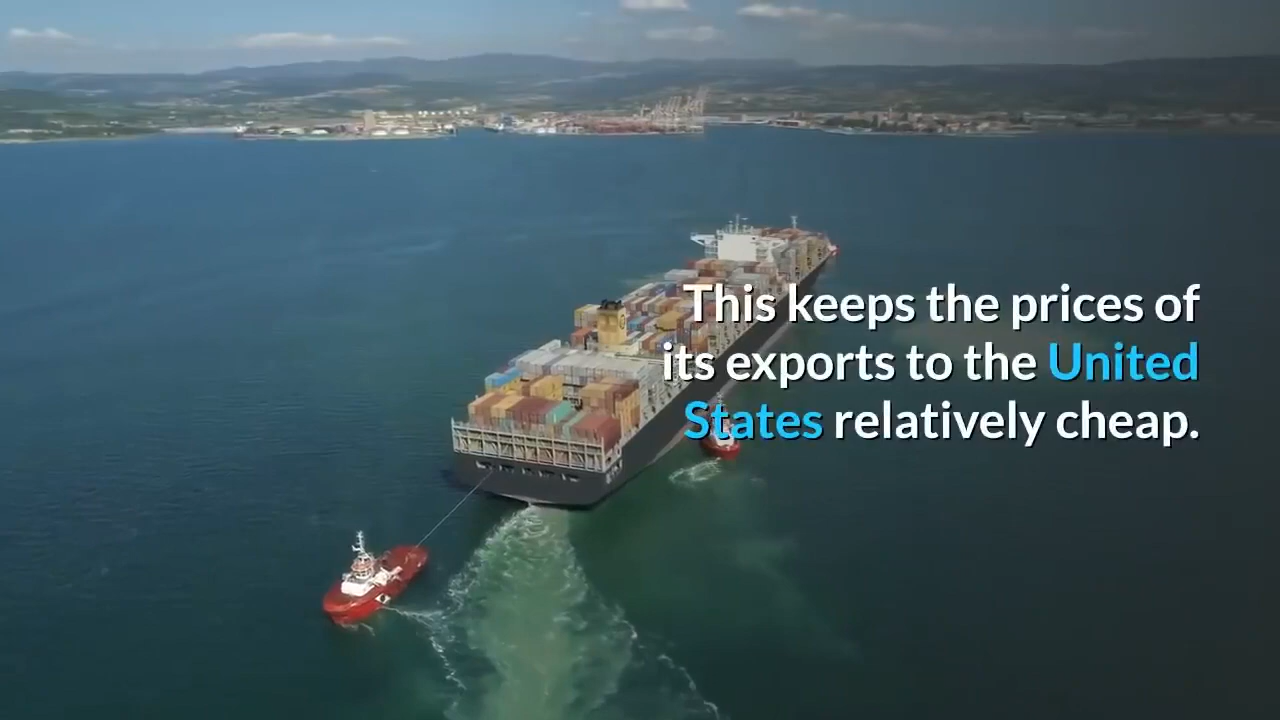 This keeps the prices of
its exports to the United
States relatively cheap.